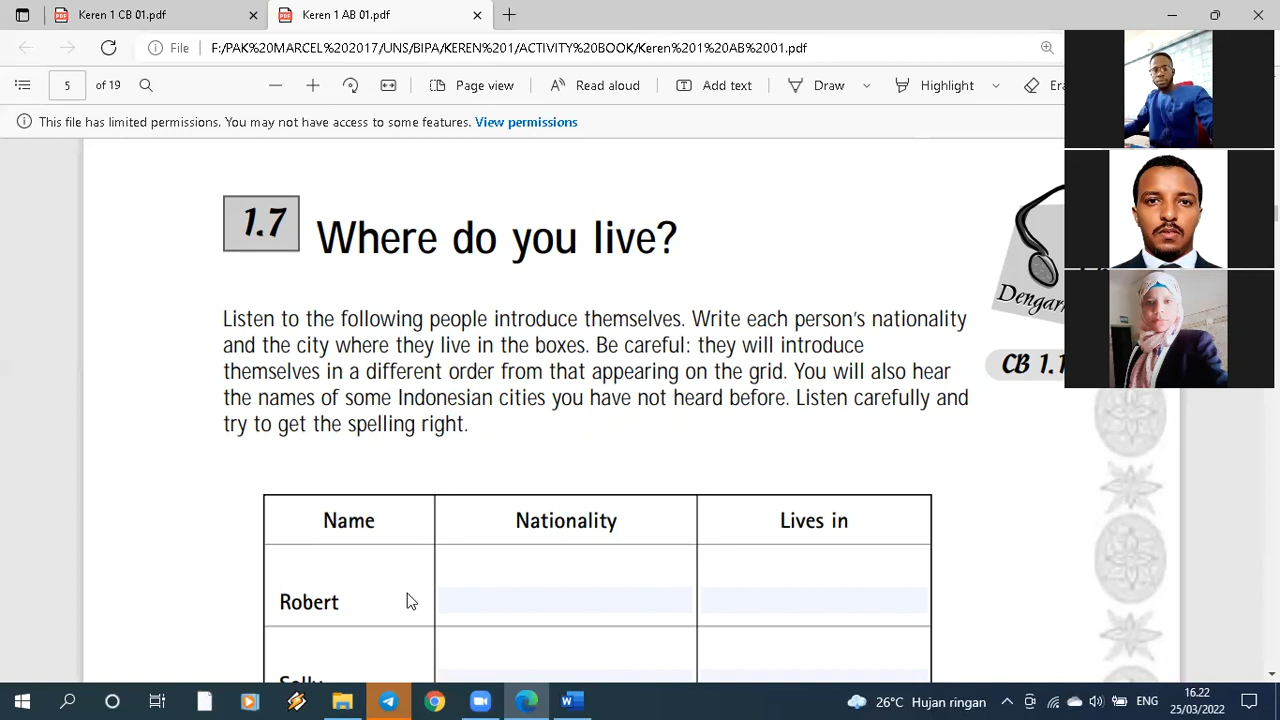 Keren 1 CB 01.pdf
Keren 1 AB 01.pdf
File
F:/PAK%20MARCEL%202017/UNS/BIPA/KEREN%201/ACTIVITY%20BOOK/Keren%201%20AB%2001.pdf
5 of 19
Page view
Read aloud
Add text
Draw
Highlight
Era
This file has limited permissions. You may not have access to some features. View permissions
1.7 Where do you live?
Dengar
CB 1.1
Listen to the following people introduce themselves. Write each person's nationality
and the city where they live in the boxes. Be careful: they will introduce
themselves in a different order from that appearing on the grid. You will also hear
the names of some Indonesian cities you have not heard before. Listen carefully and
try to get the spelling right.
Name Nationality Lives in
Robert
Sally
26°C Hujan ringan
ENG
16.22
25/03/2022